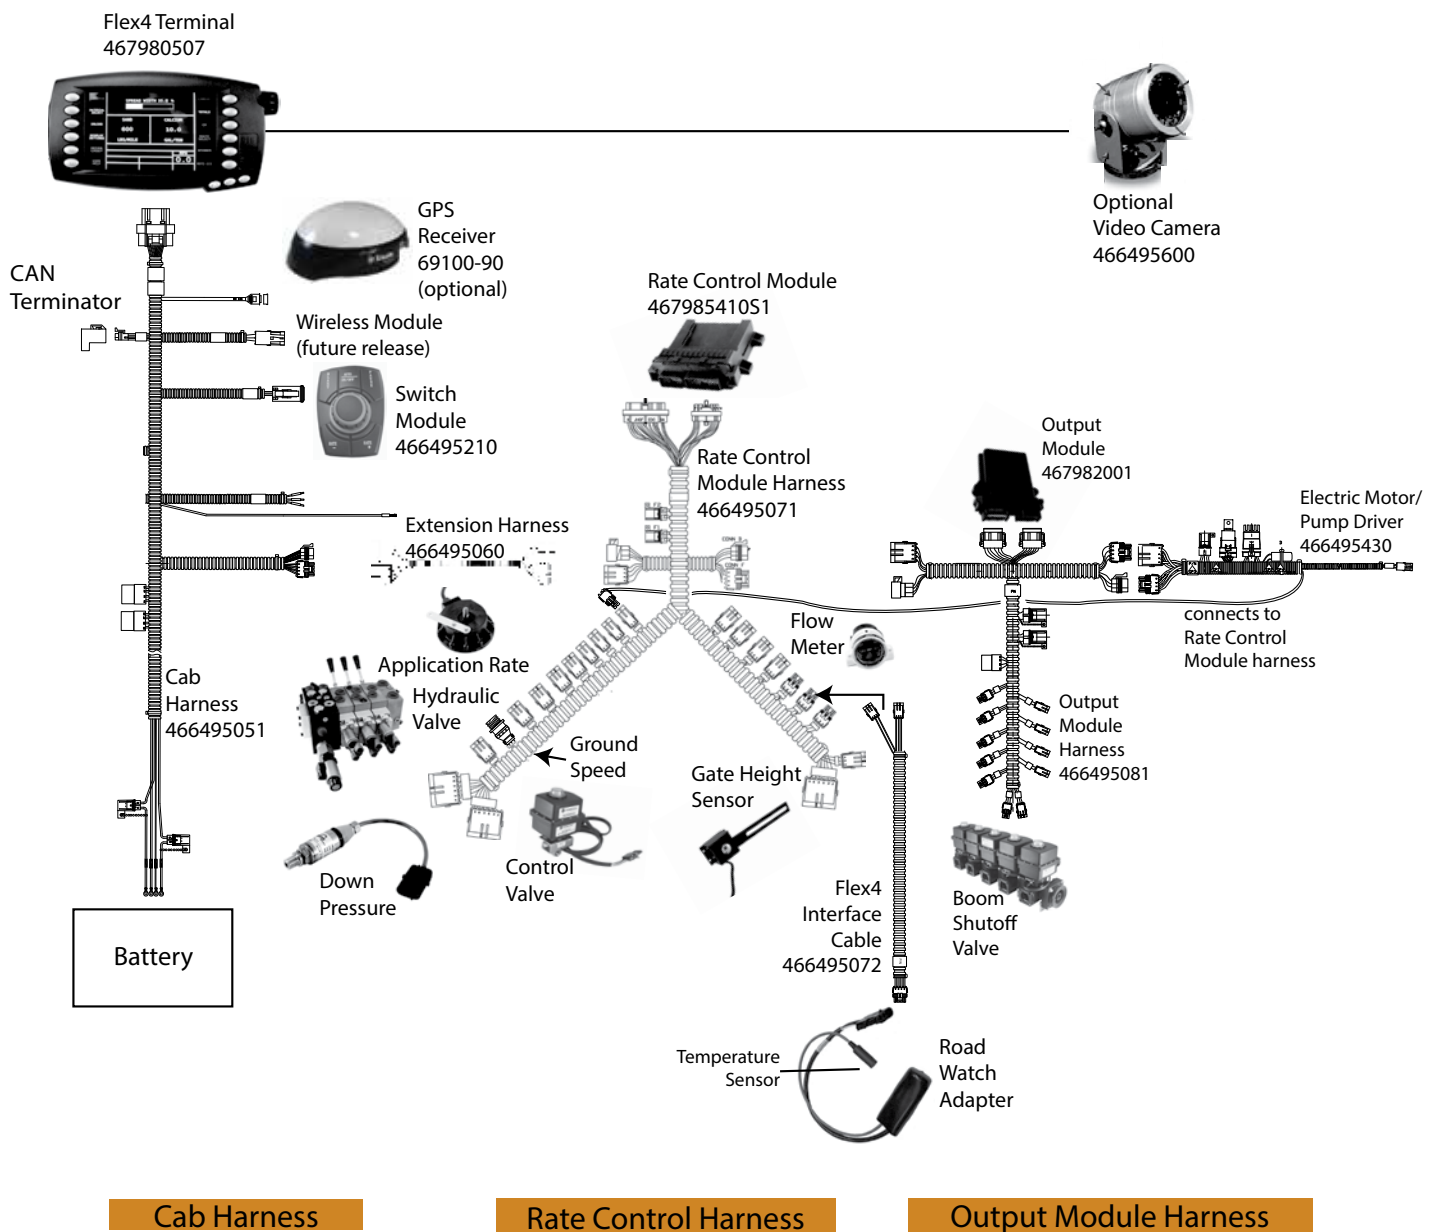 Flex4 Terminal
467980507
Optional
Video Camera
466495600
GPS
Receiver
69100-90
(optional)
CAN
Terminator
Wireless Module
(future release)
Switch
Module
466495210
Rate Control Module
467985410S1
Rate Control
Module Harness
466495071
Output
Module
467982001
Electric Motor/
Pump Driver
466495430
connects to
Rate Control
Module harness
Extension Harness
466495060
Application Rate
Hydraulic
Valve
Flow
Meter
Cab
Harness
466495051
Ground
Speed
Gate Height
Sensor
Output
Module
Harness
466495081
Control
Valve
Down
Pressure
Flex4
Interface
Cable
466495072
Boom
Shutoff
Valve
Battery
Temperature
Sensor
Road
Watch
Adapter
Cab Harness
Rate Control Harness
Output Module Harness